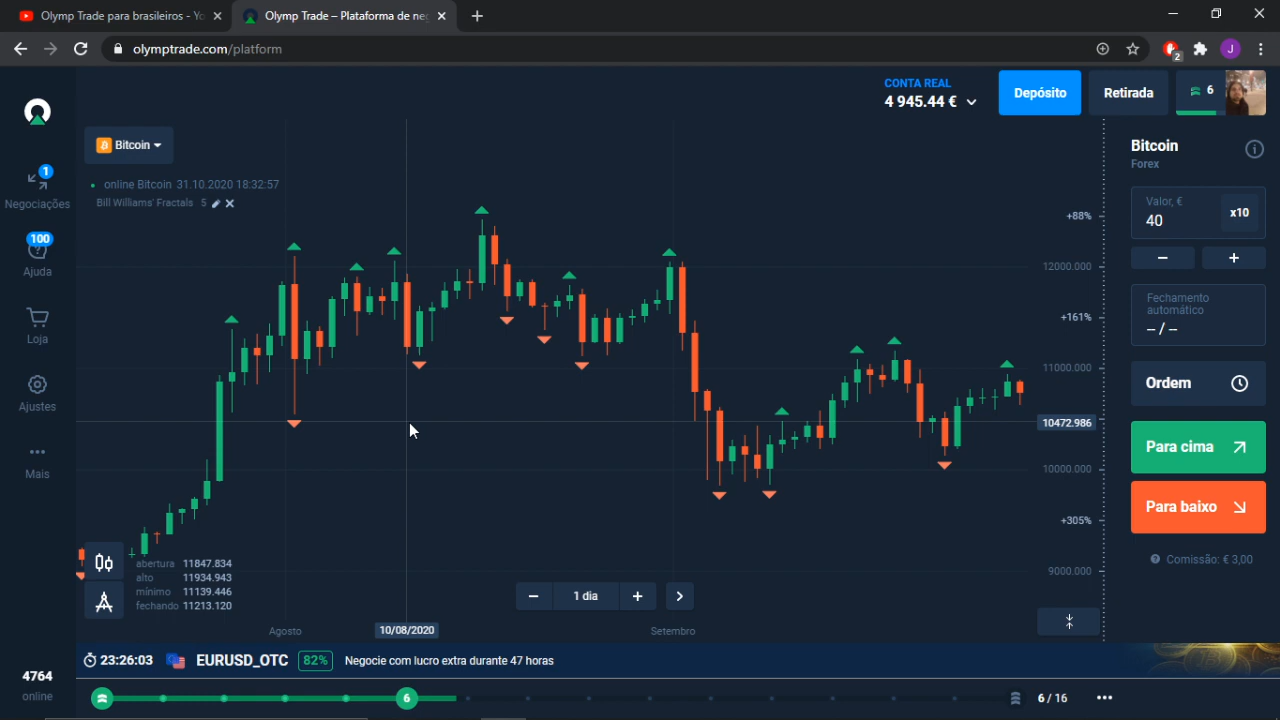 Olymp Trade para brasileiros - Yo
Olymp Trade – Plataforma de neg
olymptrade.com/platform
2
J
CONTA REAL
4 945.44 €
Depósito
Retirada
6
Bitcoin
online Bitcoin 31.10.2020 18:32:57
Bill Williams' Fractals 5
1
Negociações
100
Ajuda
Loja
Ajustes
Mais
4764
online
+88%
12000.000
+161%
11000.000
10472.986
10000.000
+305%
9000.000
Bitcoin
Forex
Valor, €
40
x10
Fechamento
automático
– / –
Ordem
Para cima
Para baixo
Comissão: € 3,00
abertura 11847.834
alto 11934.943
mínimo 11139.446
fechando 11213.120
1 dia
Agosto
10/08/2020
Setembro
23:26:03
EURUSD_OTC
82%
Negocie com lucro extra durante 47 horas
6
6 / 16